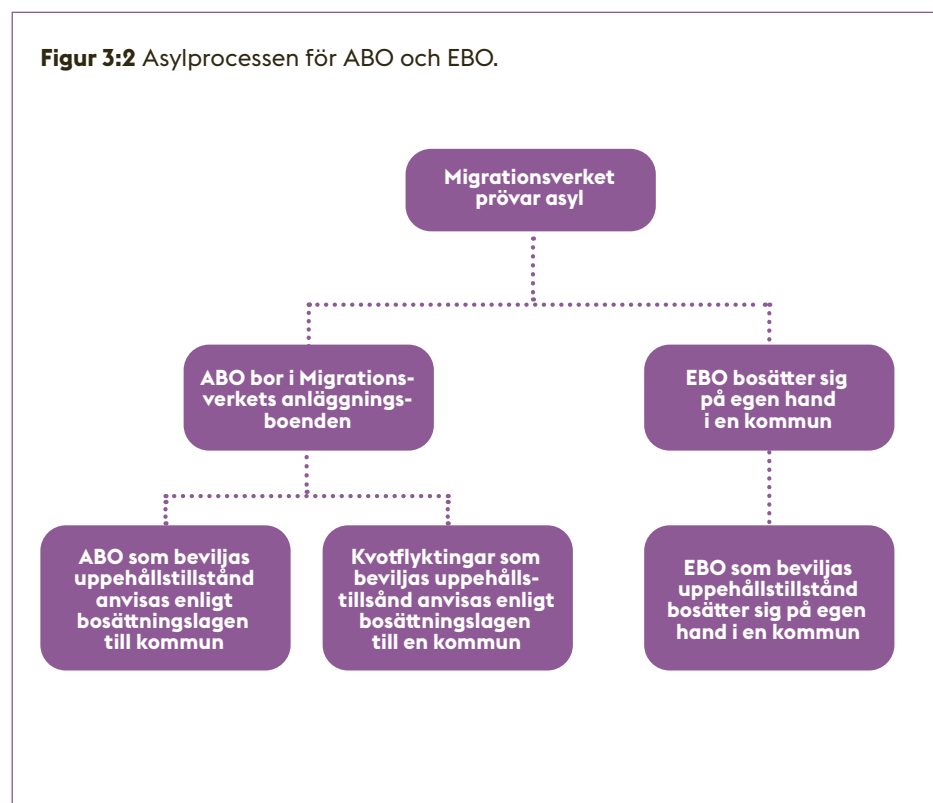 Figur 3:2 Asylprocessen för ABO och EBO.
Migrationsverket
prövar asyl
ABO bor i Migrations-
verkets anläggnings-
boenden
EBO bosätter sig
på egen hand
i en kommun
ABO som beviljas
uppehållstillstånd
anvisas enligt
bosättningslagen
till kommun
Kvotflyktingar som
beviljas uppehålls-
tillsånd anvisas enligt
bosättningslagen
till en kommun
EBO som beviljas
uppehållstillstånd
bosätter sig på egen
hand i en kommun